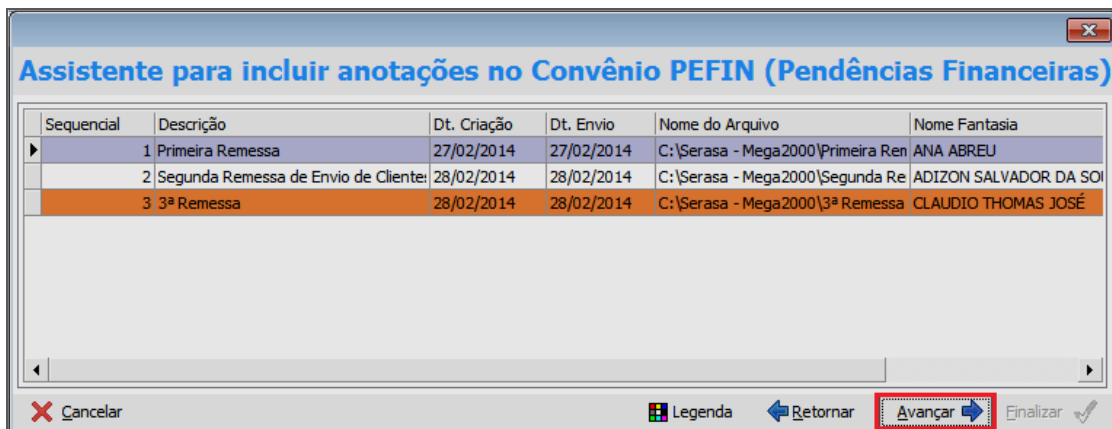 Assistente para incluir anotações no Convênio PEFIN (Pendências Financeiras)
Sequencial Descrição Dt. Criação Dt. Envio Nome do Arquivo Nome Fantasia
1 Primeira Remessa 27/02/2014 27/02/2014 C:\Serasa - Mega2000\Primeira Ren ANA ABREU
2 Segunda Remessa de Envio de Cliente: 28/02/2014 28/02/2014 C:\Serasa - Mega2000\Segunda Re ADIZON SALVADOR DA SOU
3 3ª Remessa 28/02/2014 28/02/2014 C:\Serasa - Mega2000\3ª Remessa CLAUDIO THOMAS JOSÉ
Cancelar Legenda Retornar Avançar Finalizar